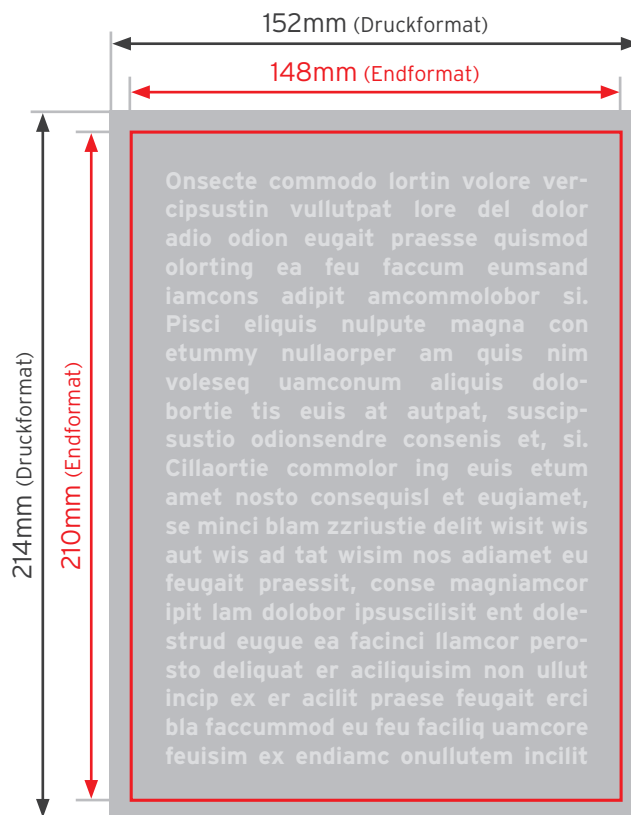 152mm (Druckformat)
148mm (Endformat)
214mm (Druckformat)
210mm (Endformat)
Onsecte commodo lortin volore ver-
cipsustin vullutpat lore del dolor
adio odion eugait praesse quismod
olorting ea feu faccum eumsand
iamcons adipit amcommolobor si.
Pisci eliquis nulpute magna con
etummy nullaorper am quis nim
voleseq uamconum aliquis dolo-
bortie tis euis at autpat, suscip-
sustio odionsendre consenis et, si.
Cillaortie commolor ing euis etum
amet nosto consequisl et eugiamet,
se minci blam zzriustie delit wisit wis
aut wis ad tat wisim nos adiamet eu
feugait praessit, conse magniamcor
ipit lam dolobor ipsuscilisit ent dole-
strud eugue ea facinci llamcor pero-
sto deliquat er aciliquisim non ullut
incip ex er acilit praese feugait erci
bla faccummod eu feu faciliq uamcore
feuisim ex endiamc onullutem incilit